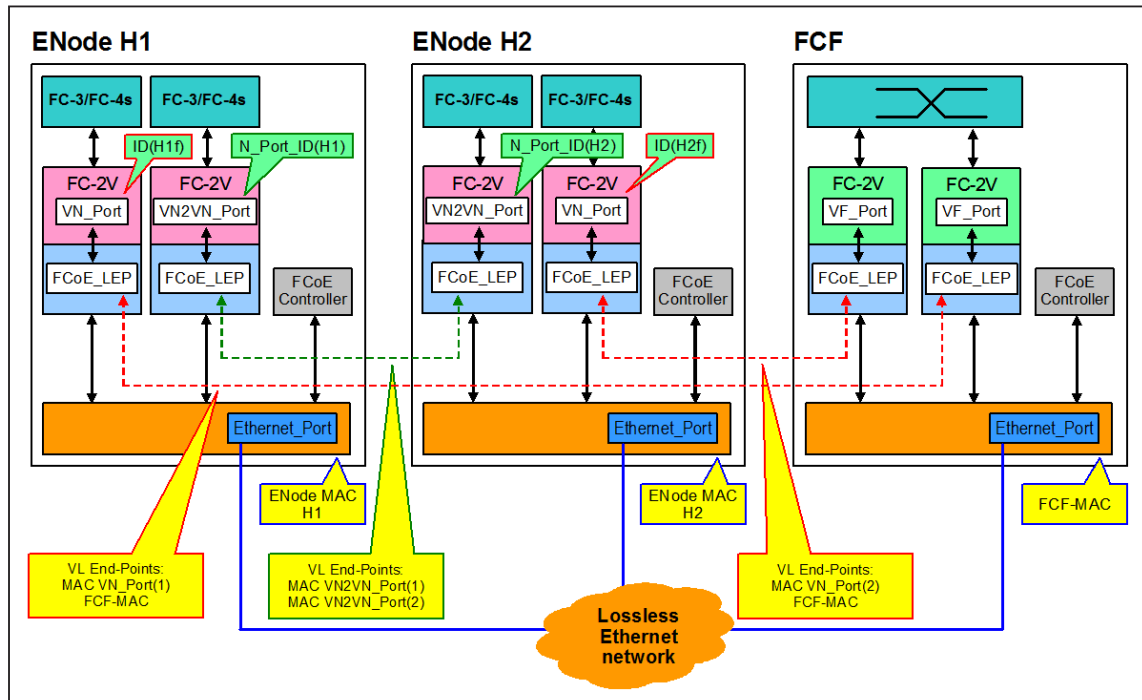 ENode H1
ENode H2
FCF
FC-3/FC-4s
FC-3/FC-4s
FC-3/FC-4s
FC-3/FC-4s
ID(H1f)
N_Port_ID(H1)
N_Port_ID(H2)
ID(H2f)
FC-2V
FC-2V
FC-2V
FC-2V
FC-2V
FC-2V
VN_Port
VN2VN_Port
VN2VN_Port
VN_Port
VF_Port
VF_Port
FCoE_LEP
FCoE_LEP
FCoE_LEP
FCoE_LEP
FCoE_LEP
FCoE_LEP
FCoE
Controller
FCoE
Controller
FCoE
Controller
Ethernet_Port
Ethernet_Port
Ethernet_Port
ENode MAC
H1
ENode MAC
H2
FCF-MAC
VL End-Points:
MAC VN_Port(1)
FCF-MAC
VL End-Points:
MAC VN2VN_Port(1)
MAC VN2VN_Port(2)
VL End-Points:
MAC VN_Port(2)
FCF-MAC
Lossless
Ethernet
network